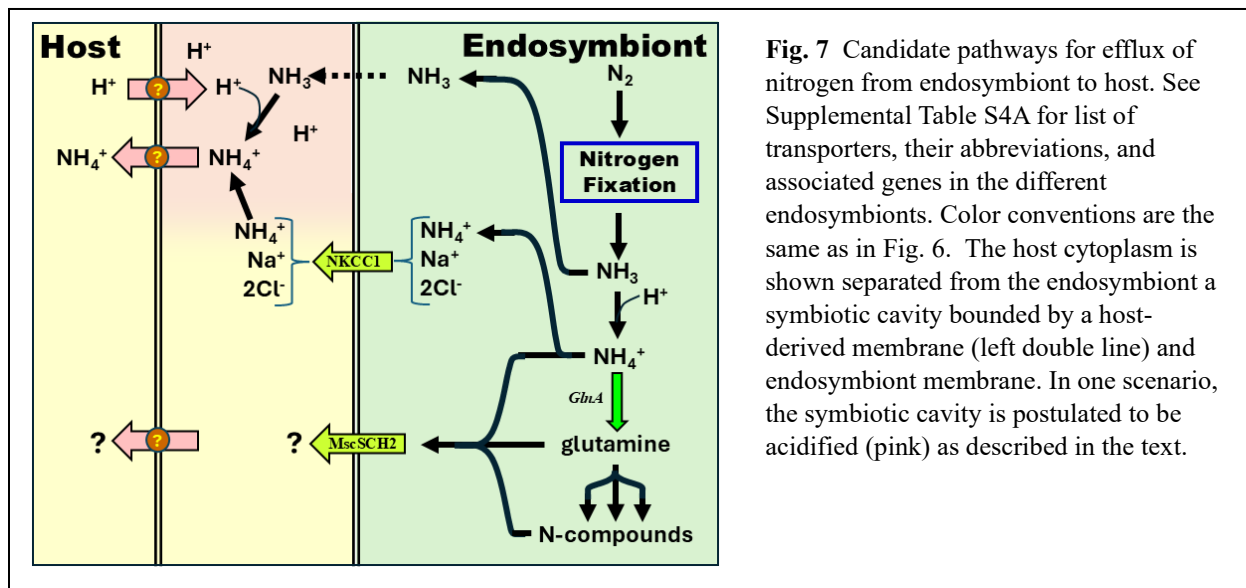 Host
Endosymbiont
H⁺
H⁺
?
H⁺
NH₃
NH₃
N₂
H⁺
NH₄⁺
?
NH₄⁺
Nitrogen
Fixation
NH₄⁺
Na⁺
2Cl⁻
NKCC1
NH₄⁺
Na⁺
2Cl⁻
NH₃
H⁺
NH₄⁺
GlnA
?
?
?
MscSCH2
glutamine
N-compounds
Fig. 7 Candidate pathways for efflux of
nitrogen from endosymbiont to host. See
Supplemental Table S4A for list of
transporters, their abbreviations, and
associated genes in the different
endosymbionts. Color conventions are the
same as in Fig. 6. The host cytoplasm is
shown separated from the endosymbiont a
symbiotic cavity bounded by a host-
derived membrane (left double line) and
endosymbiont membrane. In one scenario,
the symbiotic cavity is postulated to be
acidified (pink) as described in the text.